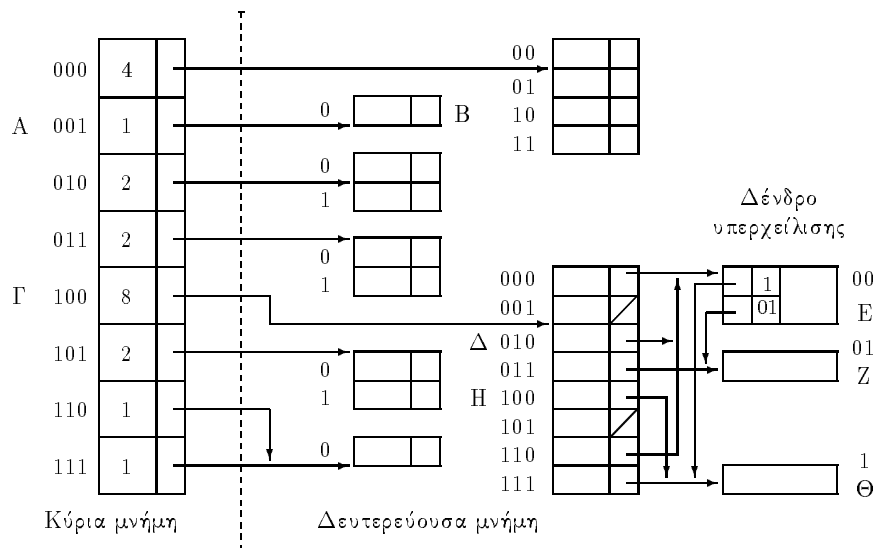 00
000 4
01
0
Α 001 1 Β 10
11
0
010 2
1
Δένδρο
υπερχείλισης
011 2
0
1
000 1 00
Γ 100 8
001 01 Ε
Δ 010
101 2 01
0 011 Ζ
1 Η 100
110 1
101
0 110 1
111 1
111 Θ
Κύρια μνήμη Δευτερεύουσα μνήμη